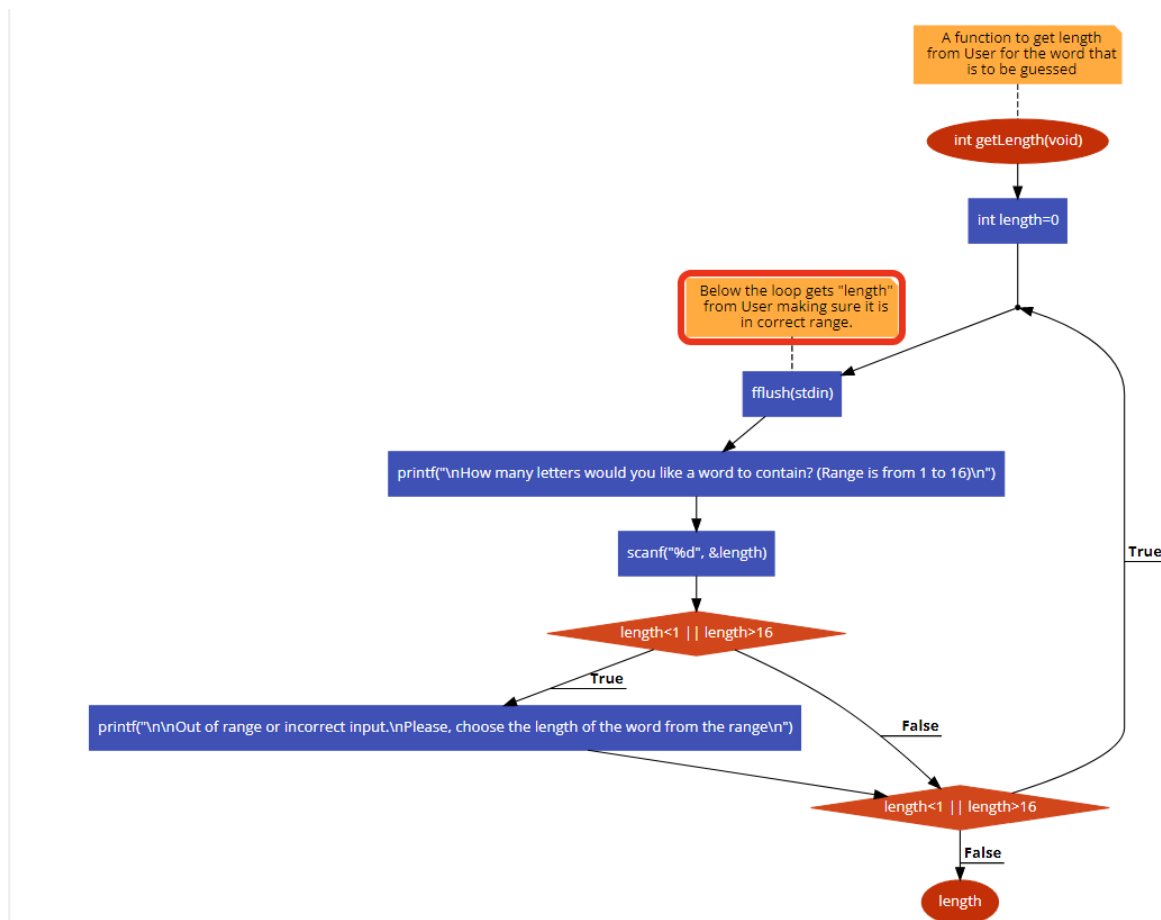 A function to get length
from User for the word that
is to be guessed
int getLength(void)
int length=0
Below the loop gets "length"
from User making sure it is
in correct range.
fflush(stdin)
printf("\nHow many letters would you like a word to contain? (Range is from 1 to 16)\n")
scanf("%d", &length)
True
length<1 || length>16
True
printf("\n\nOut of range or incorrect input.\nPlease, choose the length of the word from the range\n")
False
length<1 || length>16
False
length